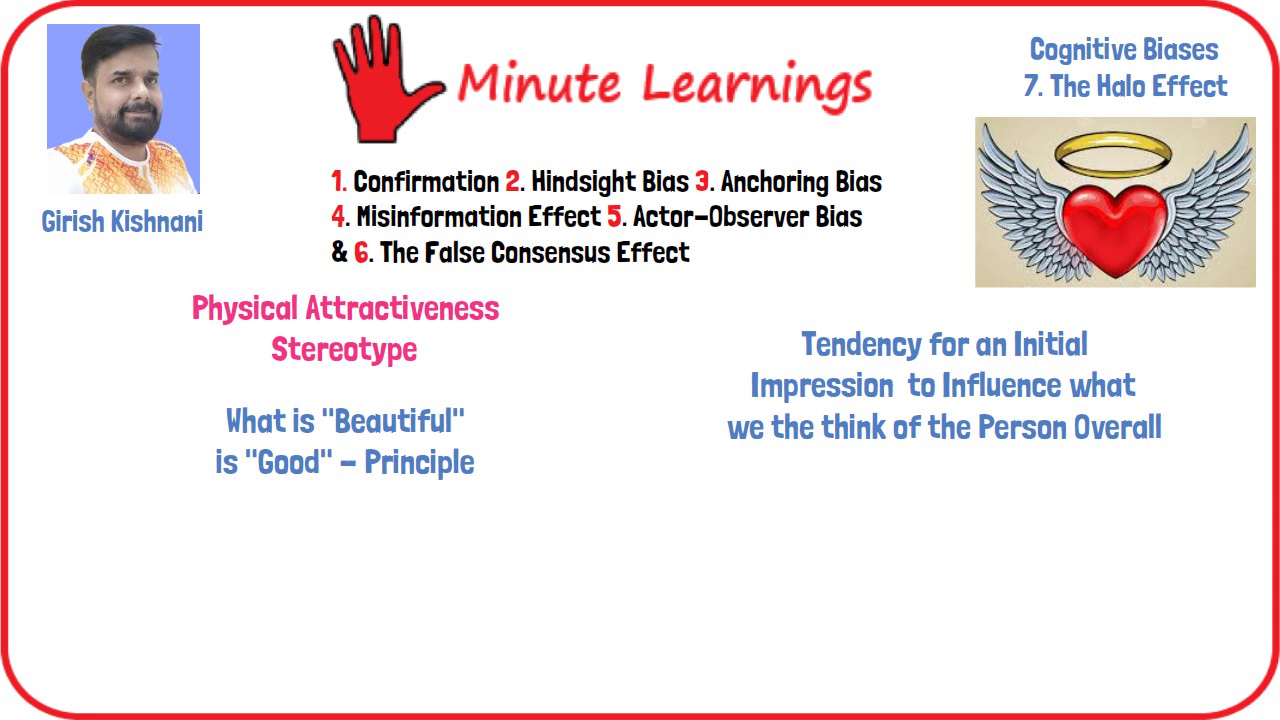 Minute Learnings
Cognitive Biases
7. The Halo Effect
Girish Kishnani
1. Confirmation 2. Hindsight Bias 3. Anchoring Bias
4. Misinformation Effect 5. Actor-Observer Bias
& 6. The False Consensus Effect
Physical Attractiveness
Stereotype
What is "Beautiful"
is "Good" - Principle
Tendency for an Initial
Impression to Influence what
we the think of the Person Overall